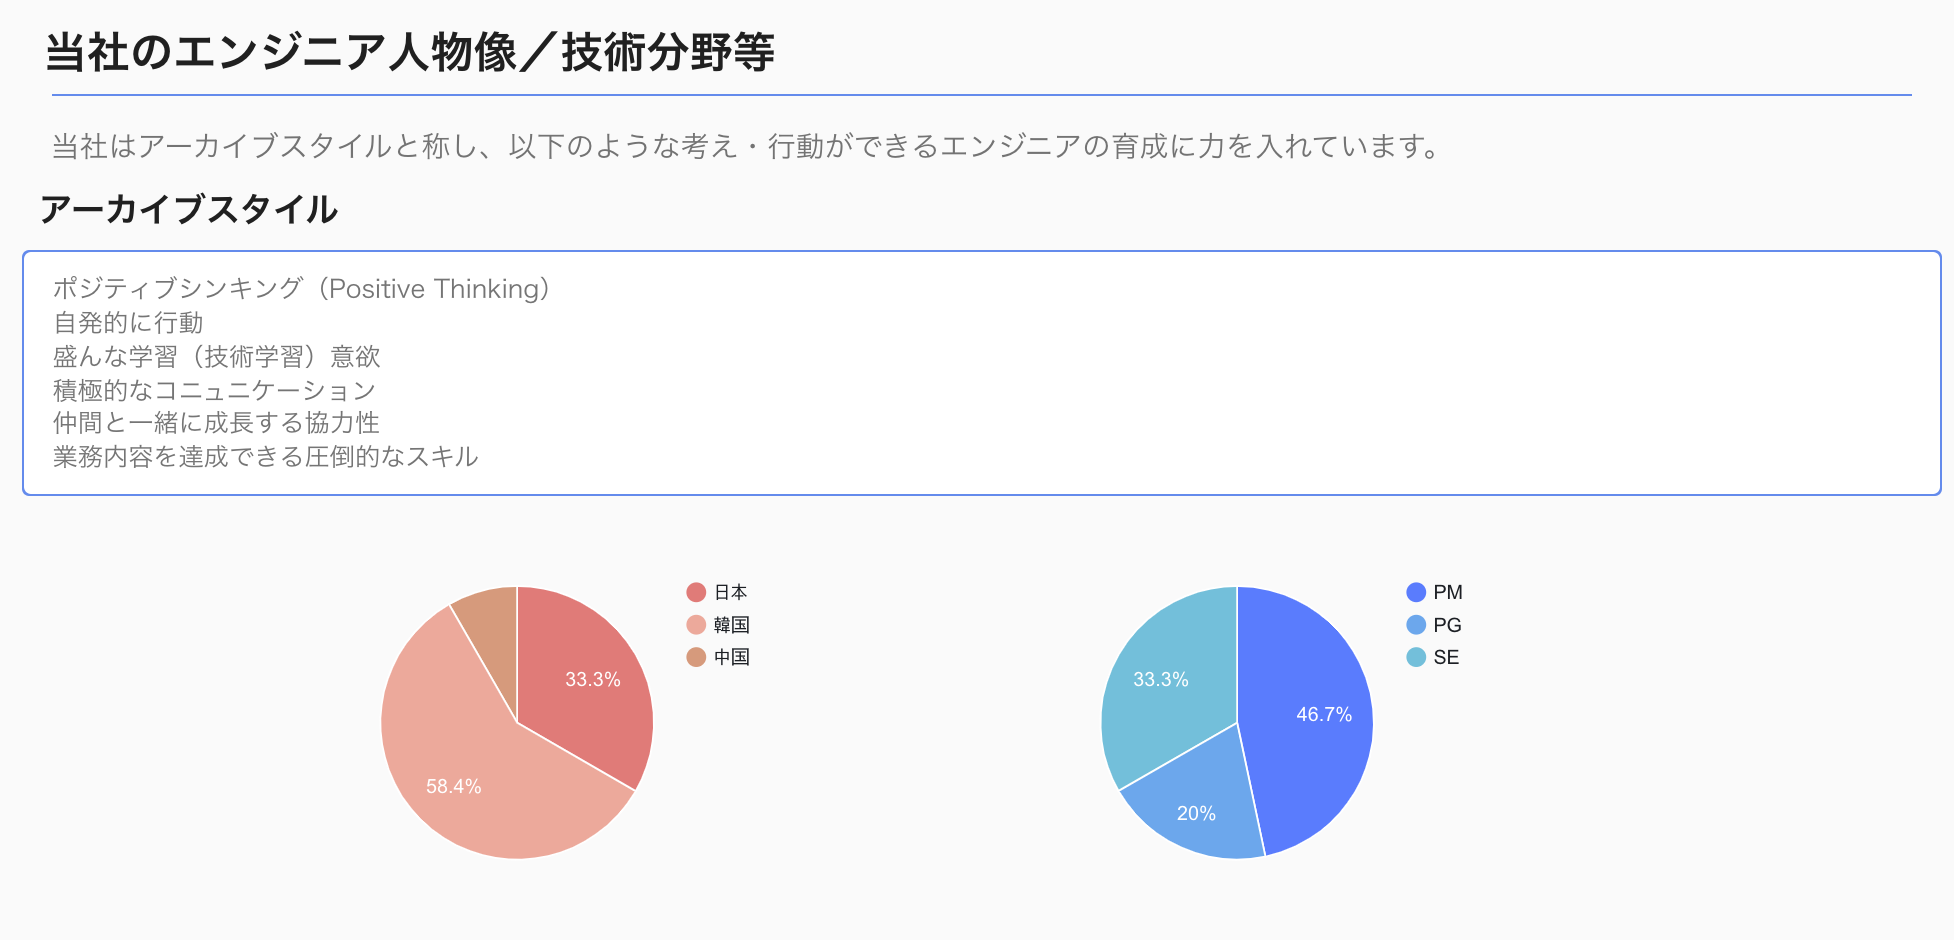 当社のエンジニア人物像／技術分野等
当社はアーカイブスタイルと称し、以下のような考え・行動ができるエンジニアの育成に力を入れています。
アーカイブスタイル
ポジティブシンキング（Positive Thinking）
自発的に行動
盛んな学習（技術学習）意欲
積極的なコニュニケーション
仲間と一緒に成長する協力性
業務内容を達成できる圧倒的なスキル
日本
韓国
中国
33.3%
58.4%
PM
PG
SE
33.3%
46.7%
20%